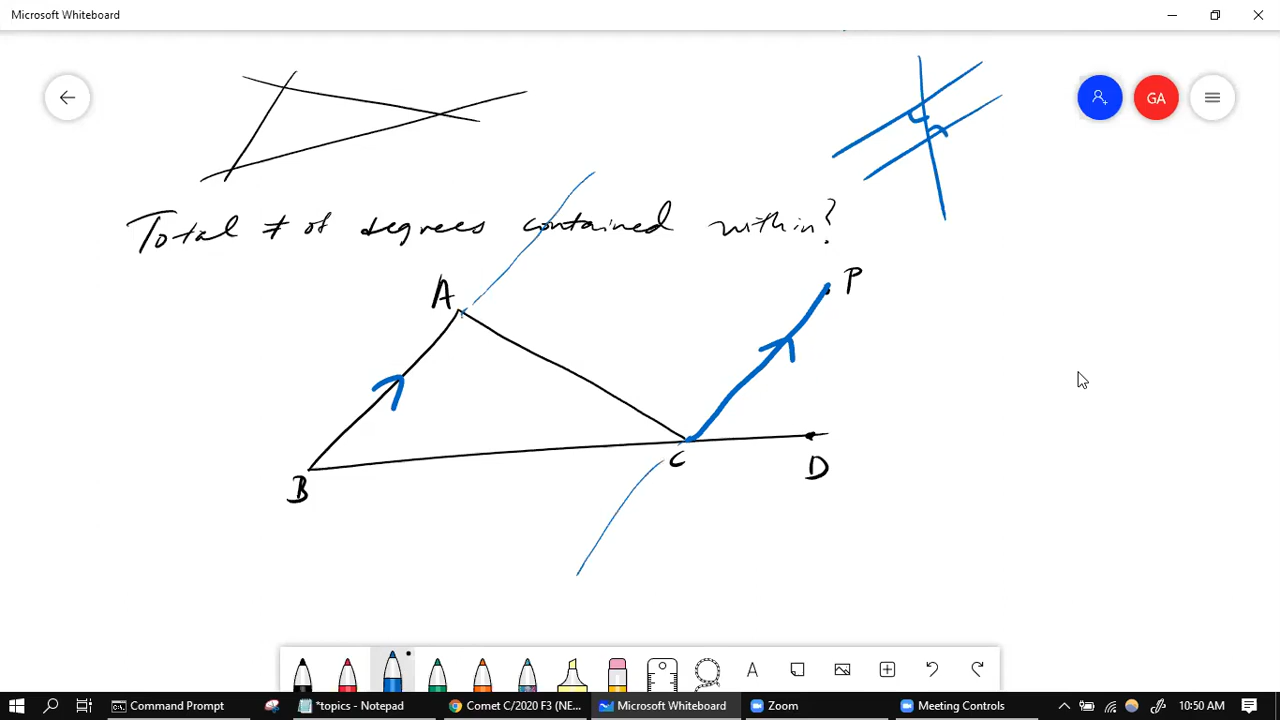 Microsoft Whiteboard
GA
Total # of degrees contained within?
A
P
B
C
D
A
Command Prompt
*topics - Notepad
Comet C/2020 F3 (NE...
Microsoft Whiteboard
Zoom
Meeting Controls
10:50 AM